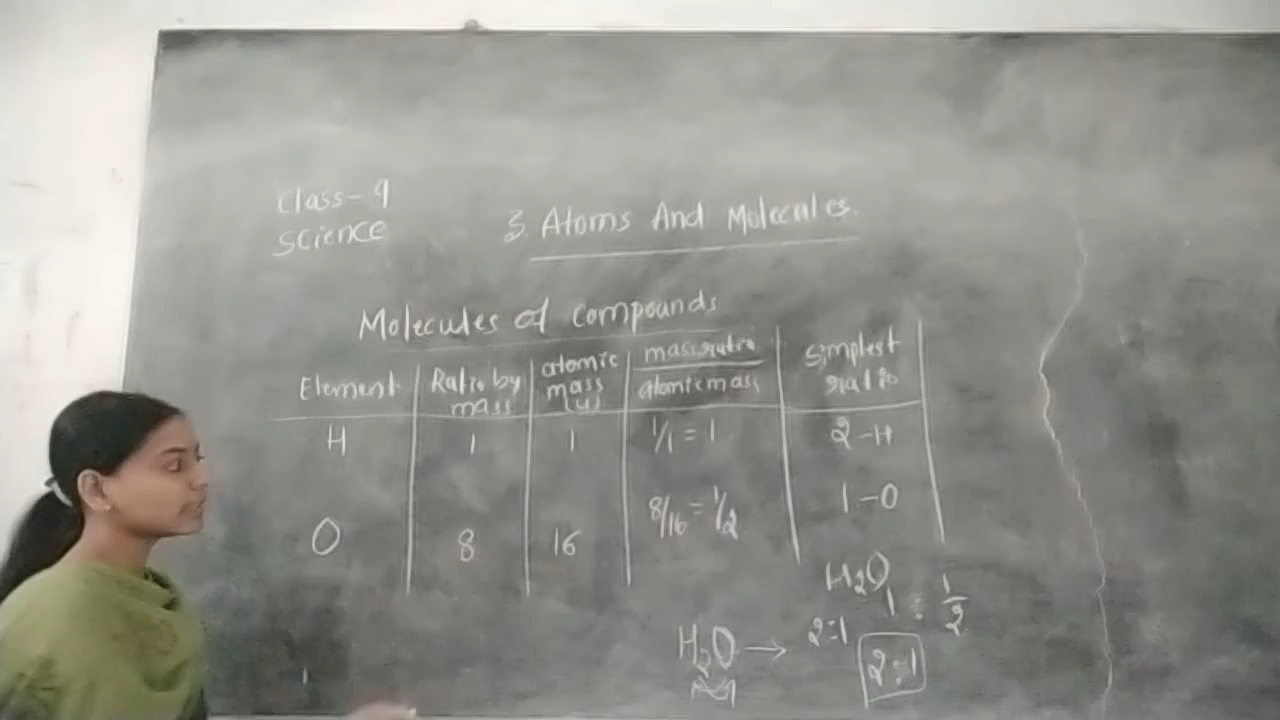 Class-9
Science
3. Atoms And Molecules.
Molecules of compounds
Element | Ratio by mass | atomic mass (u) | mass ratio / atomic mass | Simplest ratio
H | 1 | 1 | 1/1 = 1 | 2-H
O | 8 | 16 | 8/16 = 1/2 | 1-O
H2O
1 : 1/2
H2O → 2:1
2:1